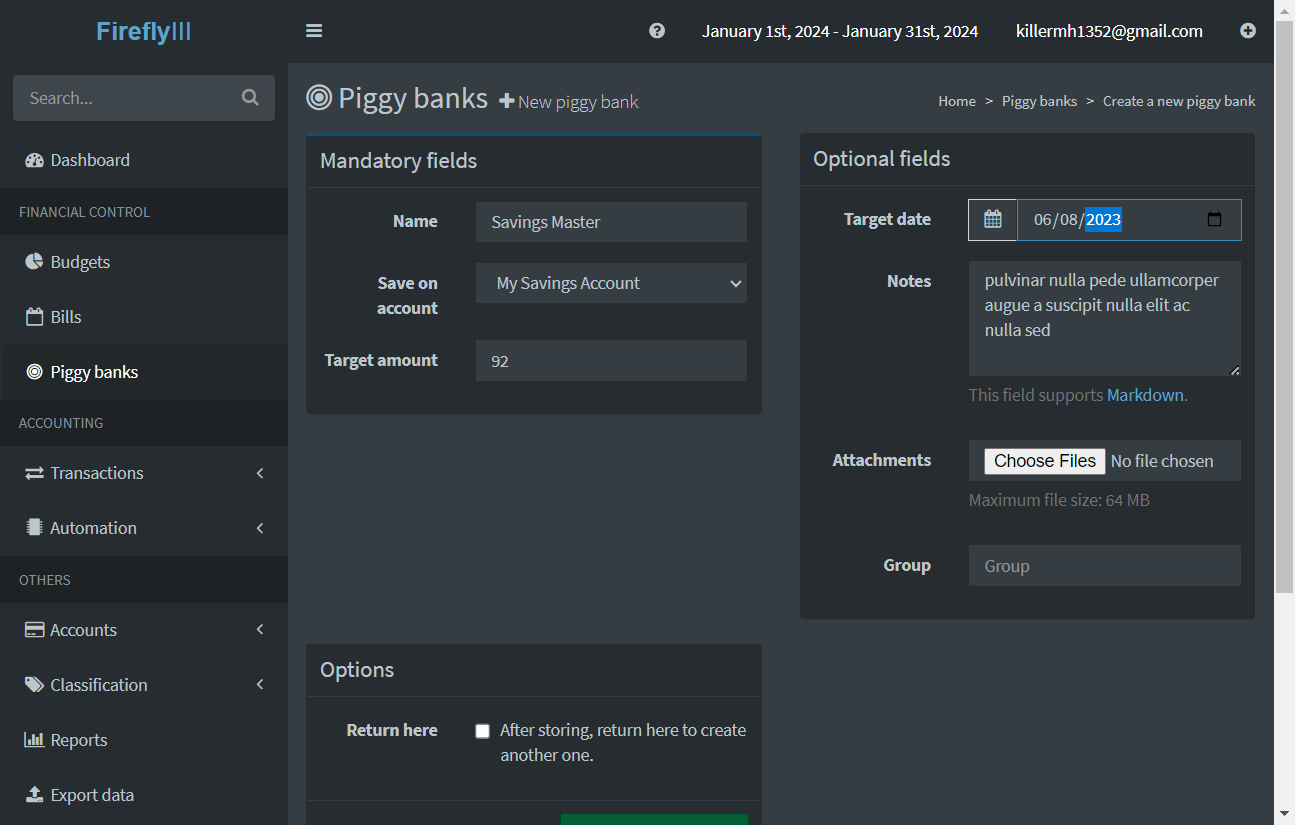 FireflyIII
January 1st, 2024 - January 31st, 2024
killermh1352@gmail.com
Search...
Dashboard
FINANCIAL CONTROL
Budgets
Bills
Piggy banks
ACCOUNTING
Transactions
Automation
OTHERS
Accounts
Classification
Reports
Export data
Piggy banks New piggy bank
Home > Piggy banks > Create a new piggy bank
Mandatory fields
Name
Savings Master
Save on
account
My Savings Account
Target amount
92
Optional fields
Target date
06/08/2023
Notes
pulvinar nulla pede ullamcorper
augue a suscipit nulla elit ac
nulla sed
This field supports Markdown.
Attachments
Choose Files No file chosen
Maximum file size: 64 MB
Group
Group
Options
Return here
After storing, return here to create
another one.